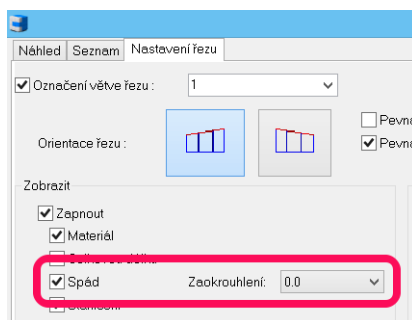 Náhled Seznam Nastavení řezu
Označení větve řezu : 1
Orientace řezu :
Pevna
Pevna
Zobrazit
Zapnout
Materiál
Spád Zaokrouhlení: 0.0